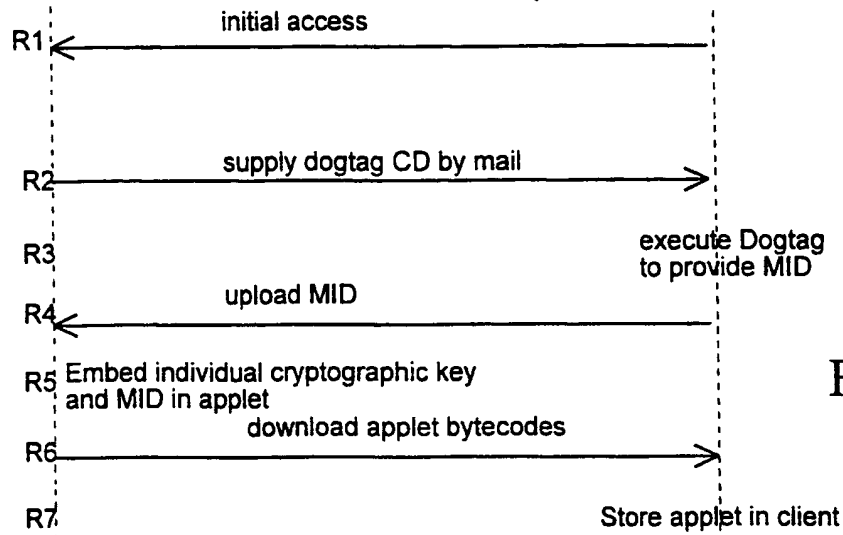 R1 initial access
R2 supply dogtag CD by mail
R3 execute Dogtag
to provide MID
R4 upload MID
R5 Embed individual cryptographic key
and MID in applet
R6 download applet bytecodes
R7 Store applet in client